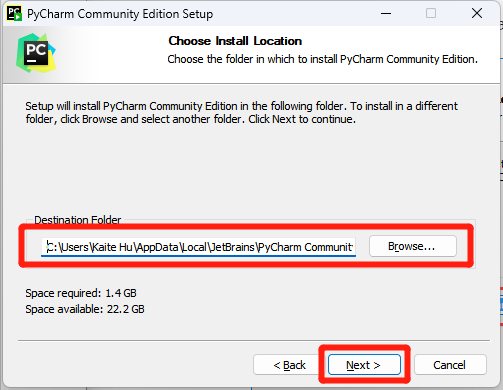 PyCharm Community Edition Setup
PC
Choose Install Location
Choose the folder in which to install PyCharm Community Edition.
Setup will install PyCharm Community Edition in the following folder. To install in a different
folder, click Browse and select another folder. Click Next to continue.
Destination Folder
C:\Users\Kaite Hu\AppData\Local\JetBrains\PyCharm Communit
Browse...
Space required: 1.4 GB
Space available: 22.2 GB
< Back
Next >
Cancel